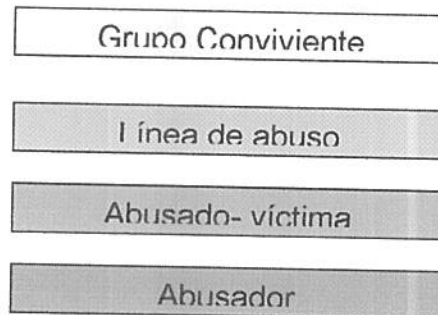 Grupo Conviviente
Línea de abuso
Abusado- víctima
Abusador